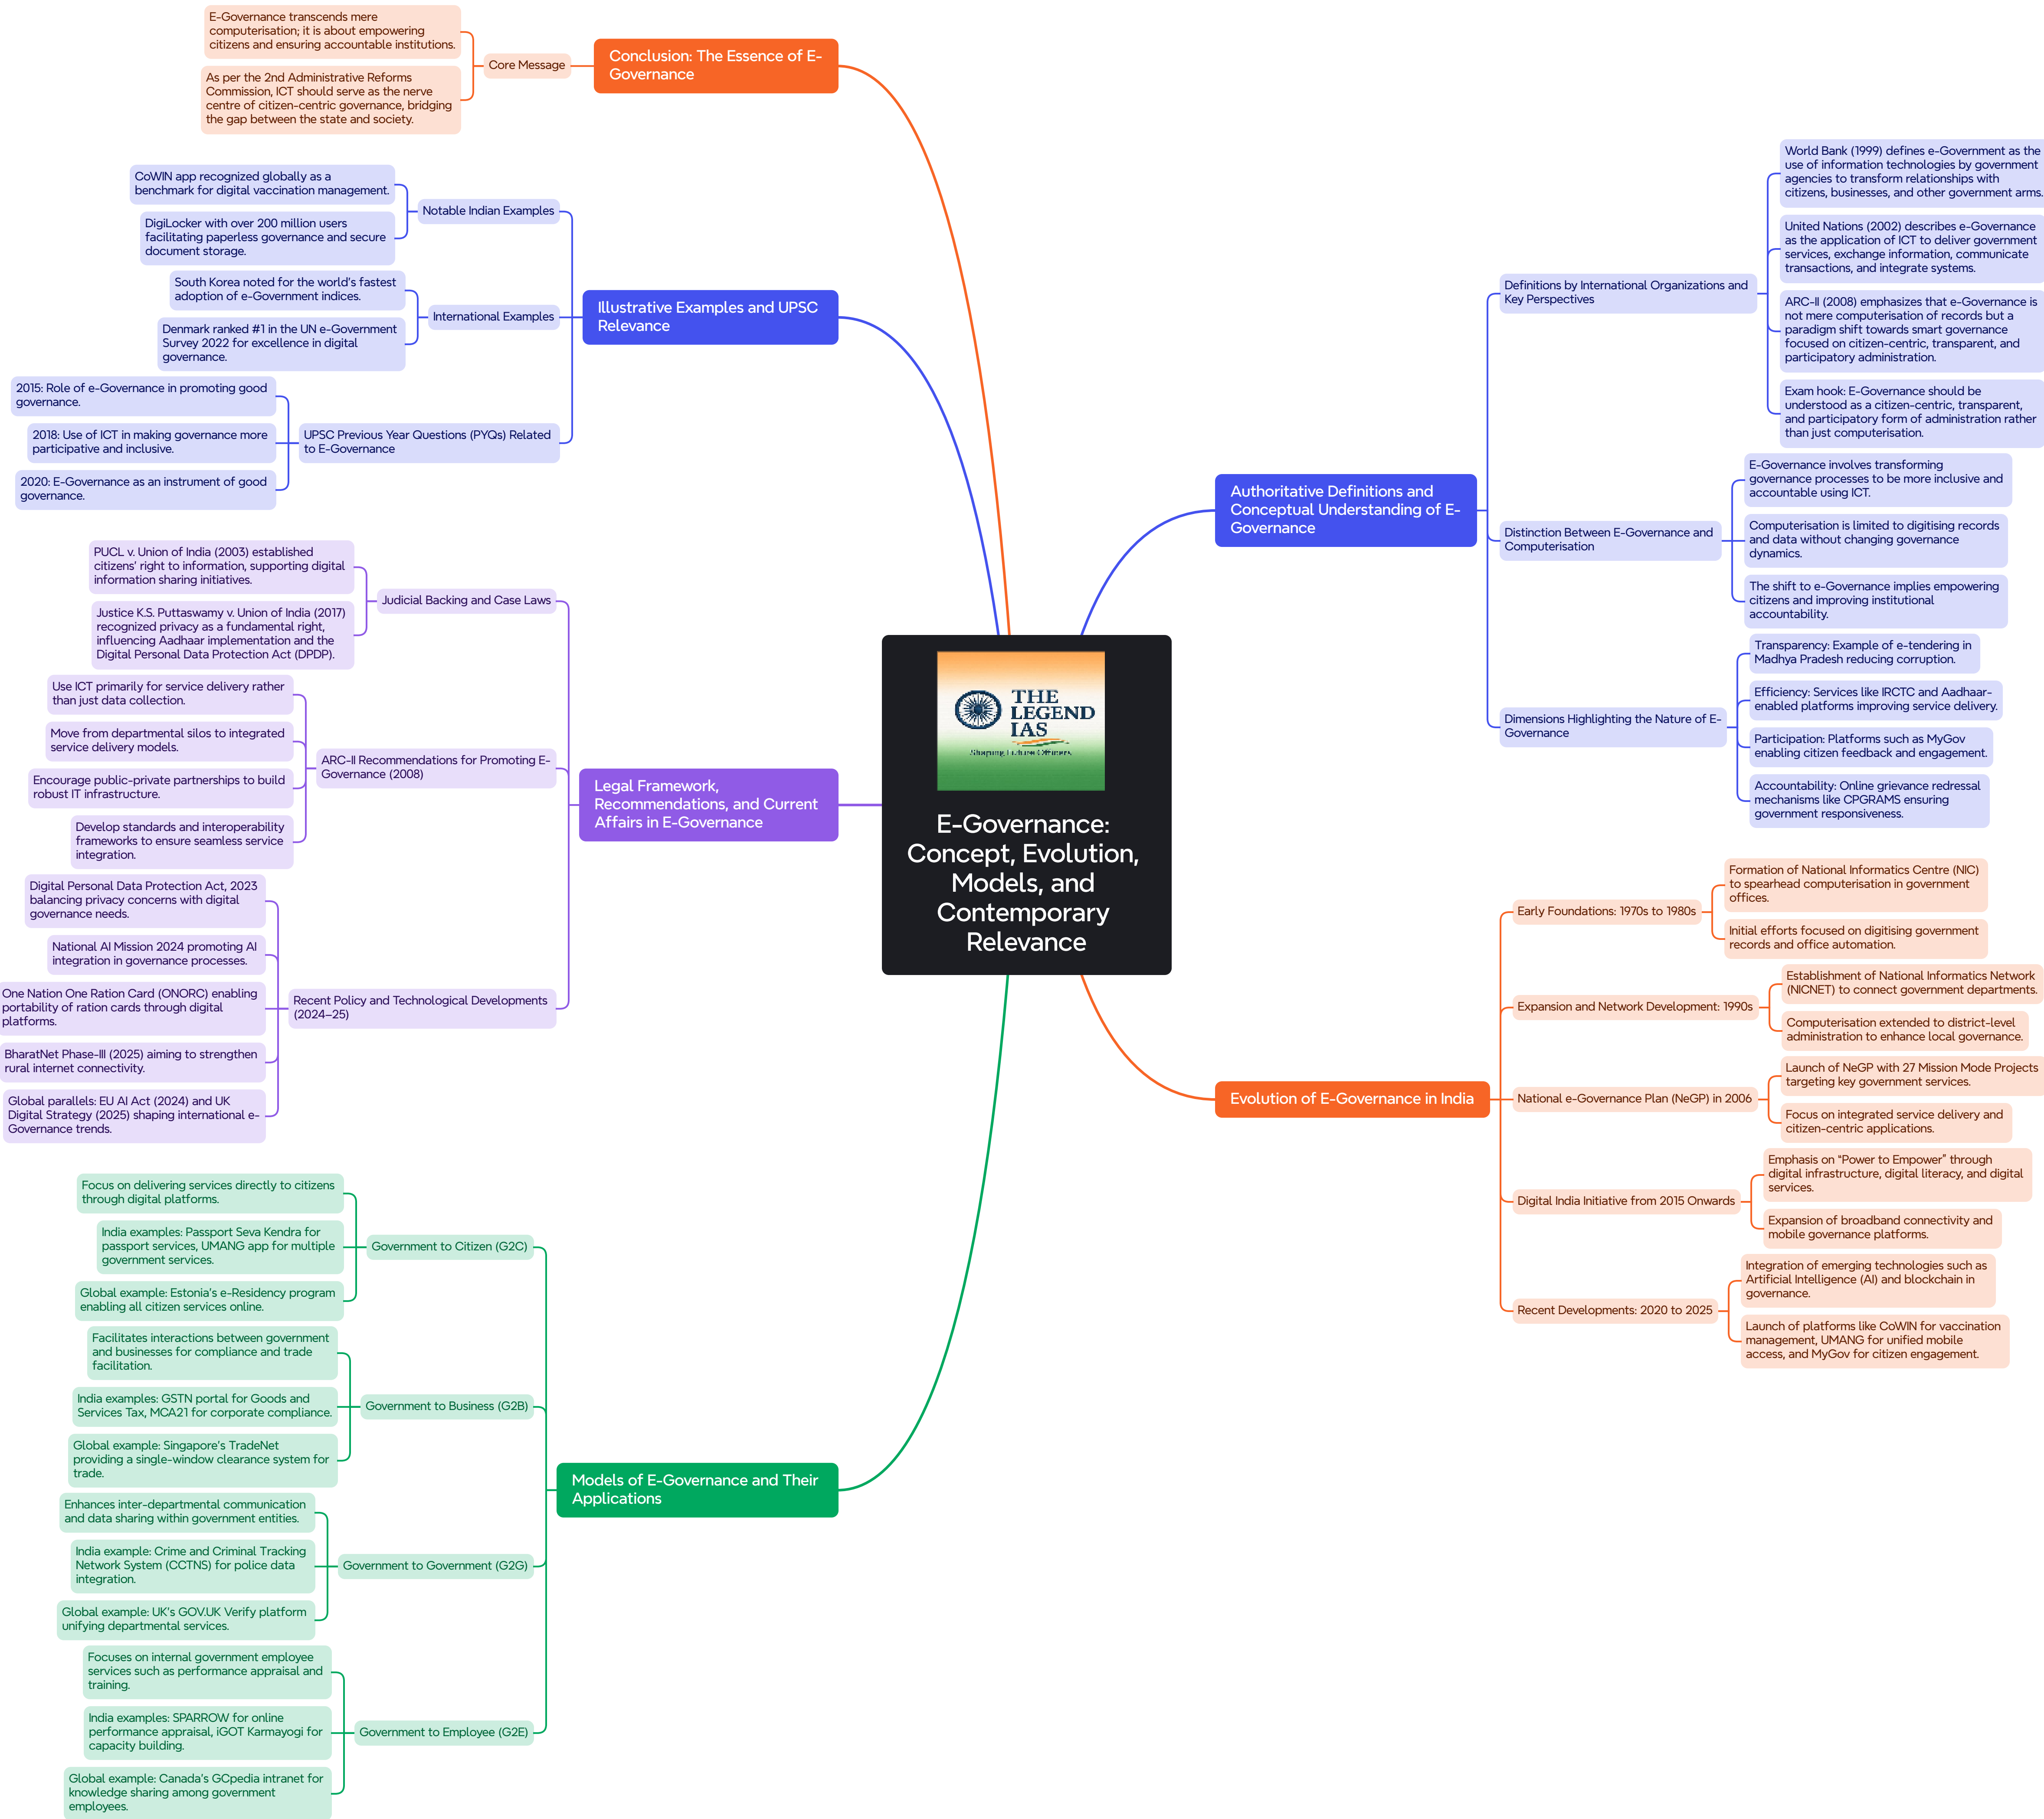 THE
LEGEND
IAS
Shaping Future Officers
E-Governance:
Concept, Evolution,
Models, and
Contemporary
Relevance
Authoritative Definitions and
Conceptual Understanding of E-
Governance
Definitions by International Organizations and
Key Perspectives
World Bank (1999) defines e-Government as the
use of information technologies by government
agencies to transform relationships with
citizens, businesses, and other government arms.
United Nations (2002) describes e-Governance
as the application of ICT to deliver government
services, exchange information, communicate
transactions, and integrate systems.
ARC-II (2008) emphasizes that e-Governance is
not mere computerisation of records but a
paradigm shift towards smart governance
focused on citizen-centric, transparent, and
participatory administration.
Exam hook: E-Governance should be
understood as a citizen-centric, transparent,
and participatory form of administration rather
than just computerisation.
Distinction Between E-Governance and
Computerisation
E-Governance involves transforming
governance processes to be more inclusive and
accountable using ICT.
Computerisation is limited to digitising records
and data without changing governance
dynamics.
The shift to e-Governance implies empowering
citizens and improving institutional
accountability.
Dimensions Highlighting the Nature of E-
Governance
Transparency: Example of e-tendering in
Madhya Pradesh reducing corruption.
Efficiency: Services like IRCTC and Aadhaar-
enabled platforms improving service delivery.
Participation: Platforms such as MyGov
enabling citizen feedback and engagement.
Accountability: Online grievance redressal
mechanisms like CPGRAMS ensuring
government responsiveness.
Evolution of E-Governance in India
Early Foundations: 1970s to 1980s
Formation of National Informatics Centre (NIC)
to spearhead computerisation in government
offices.
Initial efforts focused on digitising government
records and office automation.
Expansion and Network Development: 1990s
Establishment of National Informatics Network
(NICNET) to connect government departments.
Computerisation extended to district-level
administration to enhance local governance.
National e-Governance Plan (NeGP) in 2006
Launch of NeGP with 27 Mission Mode Projects
targeting key government services.
Focus on integrated service delivery and
citizen-centric applications.
Digital India Initiative from 2015 Onwards
Emphasis on "Power to Empower" through
digital infrastructure, digital literacy, and digital
services.
Expansion of broadband connectivity and
mobile governance platforms.
Recent Developments: 2020 to 2025
Integration of emerging technologies such as
Artificial Intelligence (AI) and blockchain in
governance.
Launch of platforms like CoWIN for vaccination
management, UMANG for unified mobile
access, and MyGov for citizen engagement.
Models of E-Governance and Their
Applications
Government to Citizen (G2C)
Focus on delivering services directly to citizens
through digital platforms.
India examples: Passport Seva Kendra for
passport services, UMANG app for multiple
government services.
Global example: Estonia's e-Residency program
enabling all citizen services online.
Government to Business (G2B)
Facilitates interactions between government
and businesses for compliance and trade
facilitation.
India examples: GSTN portal for Goods and
Services Tax, MCA21 for corporate compliance.
Global example: Singapore's TradeNet
providing a single-window clearance system for
trade.
Government to Government (G2G)
Enhances inter-departmental communication
and data sharing within government entities.
India example: Crime and Criminal Tracking
Network System (CCTNS) for police data
integration.
Global example: UK's GOV.UK Verify platform
unifying departmental services.
Government to Employee (G2E)
Focuses on internal government employee
services such as performance appraisal and
training.
India examples: SPARROW for online
performance appraisal, iGOT Karmayogi for
capacity building.
Global example: Canada's GCpedia intranet for
knowledge sharing among government
employees.
Legal Framework,
Recommendations, and Current
Affairs in E-Governance
Judicial Backing and Case Laws
PUCL v. Union of India (2003) established
citizens' right to information, supporting digital
information sharing initiatives.
Justice K.S. Puttaswamy v. Union of India (2017)
recognized privacy as a fundamental right,
influencing Aadhaar implementation and the
Digital Personal Data Protection Act (DPDP).
ARC-II Recommendations for Promoting E-
Governance (2008)
Use ICT primarily for service delivery rather
than just data collection.
Move from departmental silos to integrated
service delivery models.
Encourage public-private partnerships to build
robust IT infrastructure.
Develop standards and interoperability
frameworks to ensure seamless service
integration.
Recent Policy and Technological Developments
(2024–25)
Digital Personal Data Protection Act, 2023
balancing privacy concerns with digital
governance needs.
National AI Mission 2024 promoting AI
integration in governance processes.
One Nation One Ration Card (ONORC) enabling
portability of ration cards through digital
platforms.
BharatNet Phase-III (2025) aiming to strengthen
rural internet connectivity.
Global parallels: EU AI Act (2024) and UK
Digital Strategy (2025) shaping international e-
Governance trends.
Illustrative Examples and UPSC
Relevance
Notable Indian Examples
CoWIN app recognized globally as a
benchmark for digital vaccination management.
DigiLocker with over 200 million users
facilitating paperless governance and secure
document storage.
International Examples
South Korea noted for the world's fastest
adoption of e-Government indices.
Denmark ranked #1 in the UN e-Government
Survey 2022 for excellence in digital
governance.
UPSC Previous Year Questions (PYQs) Related
to E-Governance
2015: Role of e-Governance in promoting good
governance.
2018: Use of ICT in making governance more
participative and inclusive.
2020: E-Governance as an instrument of good
governance.
Conclusion: The Essence of E-
Governance
Core Message
E-Governance transcends mere
computerisation; it is about empowering
citizens and ensuring accountable institutions.
As per the 2nd Administrative Reforms
Commission, ICT should serve as the nerve
centre of citizen-centric governance, bridging
the gap between the state and society.